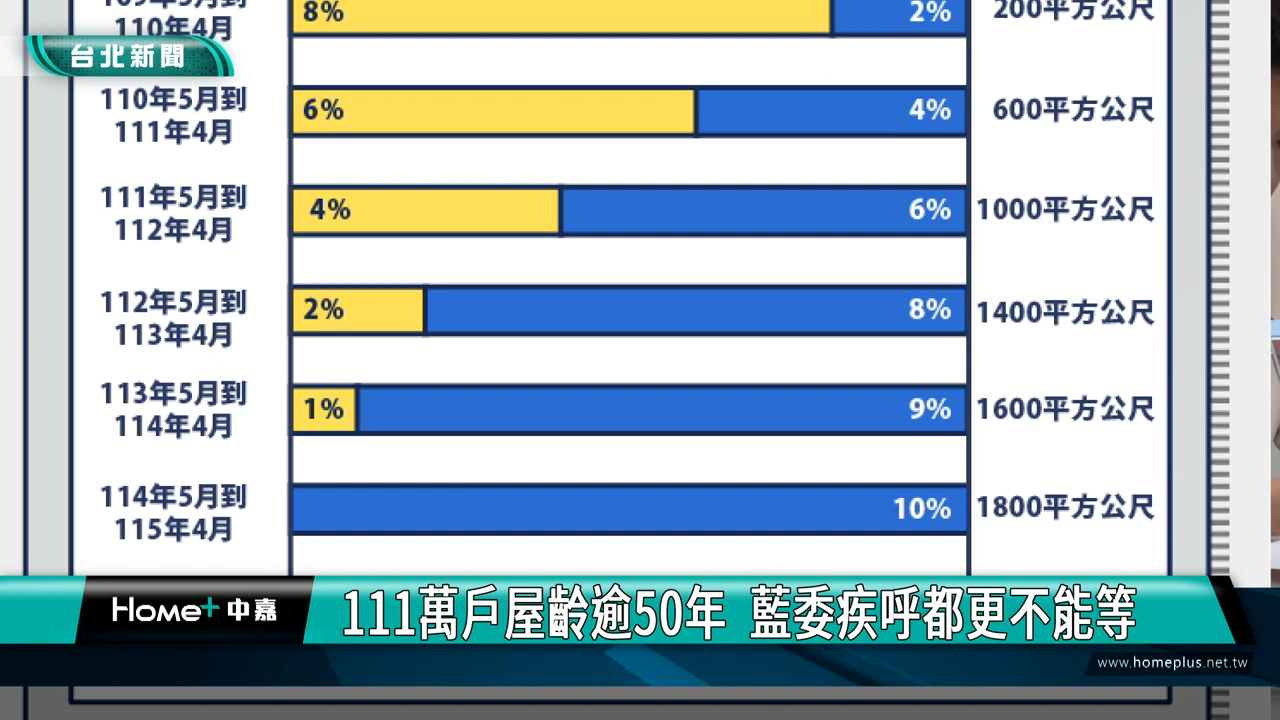 109年5月到
110年4月
8%
2%
200平方公尺
台北新聞
110年5月到
111年4月
6%
4%
600平方公尺
111年5月到
112年4月
4%
6%
1000平方公尺
112年5月到
113年4月
2%
8%
1400平方公尺
113年5月到
114年4月
1%
9%
1600平方公尺
114年5月到
115年4月
10%
1800平方公尺
Home+中嘉
111萬戶屋齡逾50年 藍委疾呼都更不能等
www.homeplus.net.tw